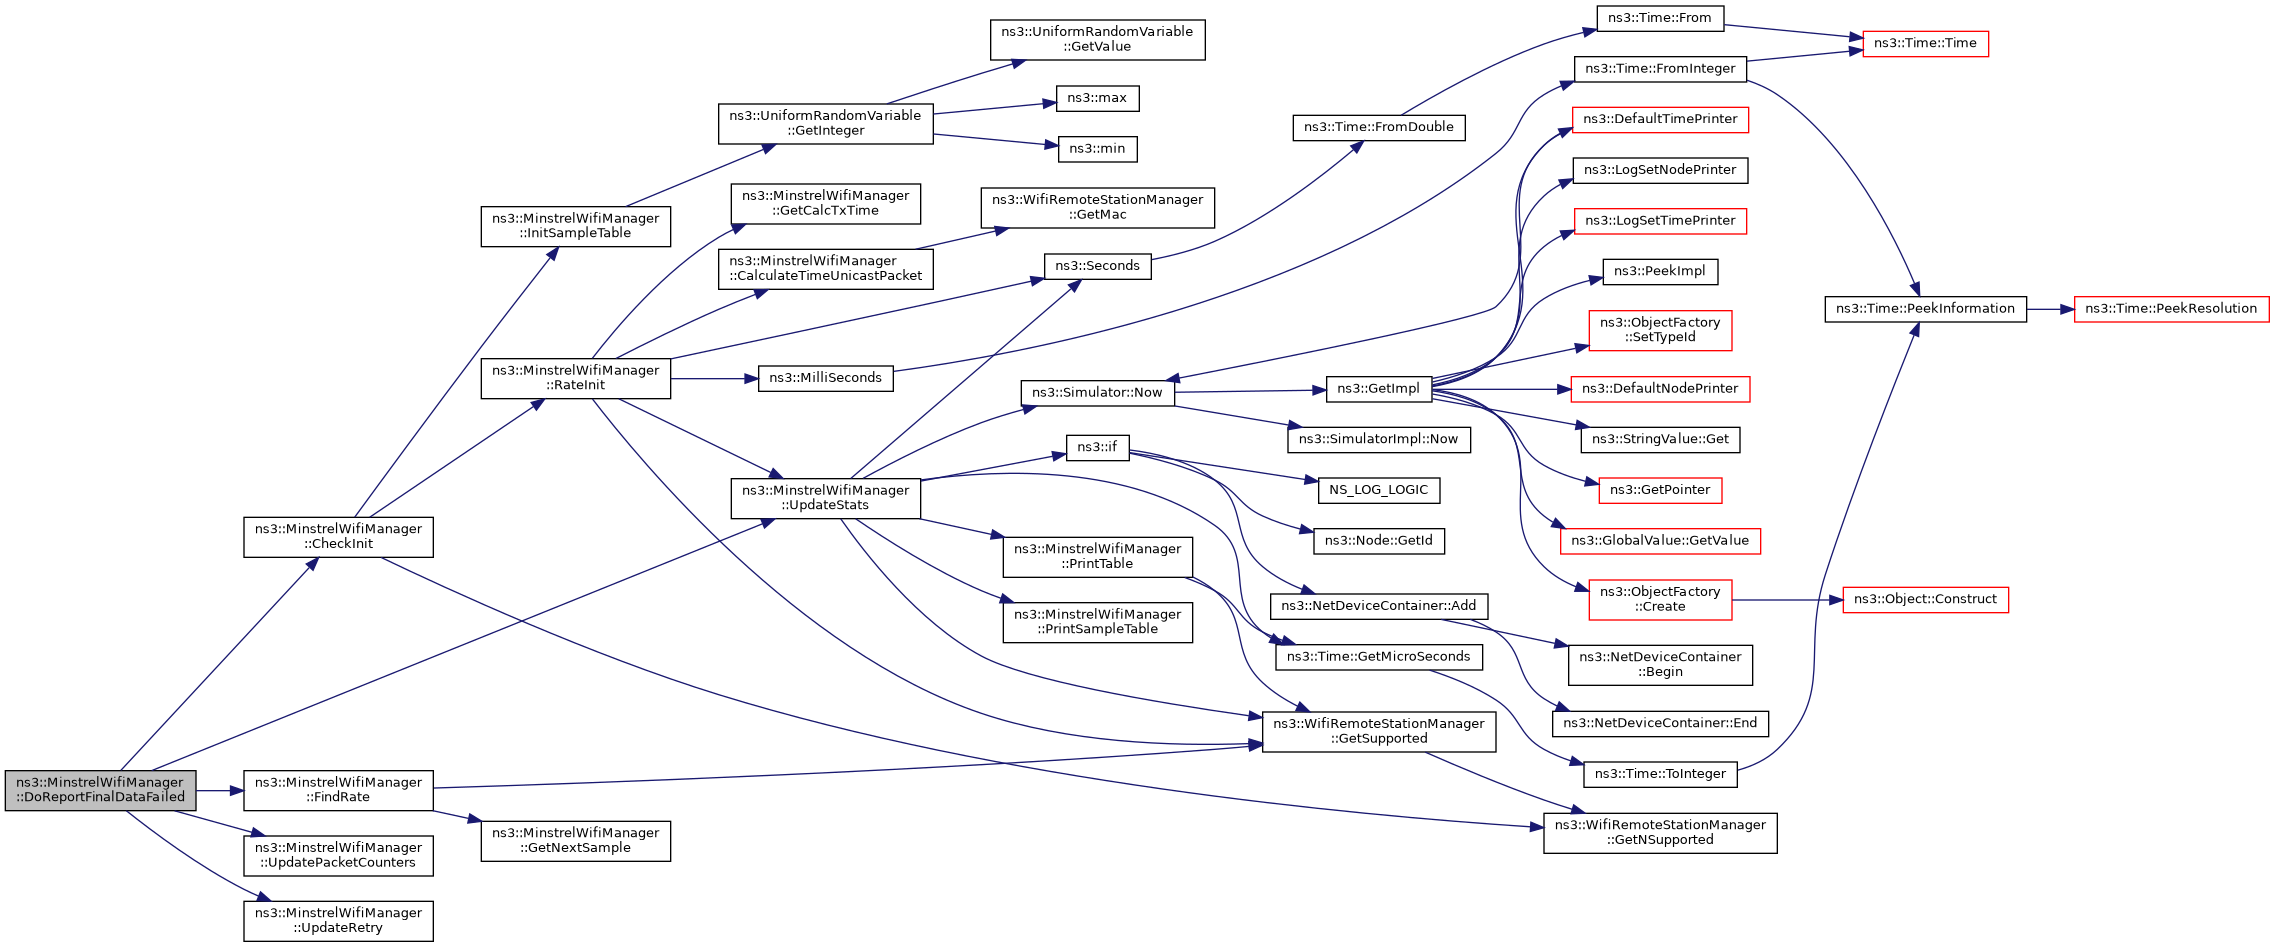 ns3::MinstrelWifiManager
::DoReportFinalDataFailed
ns3::MinstrelWifiManager
::CheckInit
ns3::MinstrelWifiManager
::FindRate
ns3::MinstrelWifiManager
::UpdatePacketCounters
ns3::MinstrelWifiManager
::UpdateRetry
ns3::MinstrelWifiManager
::InitSampleTable
ns3::MinstrelWifiManager
::RateInit
ns3::MinstrelWifiManager
::GetNextSample
ns3::UniformRandomVariable
::GetInteger
ns3::MinstrelWifiManager
::GetCalcTxTime
ns3::MinstrelWifiManager
::CalculateTimeUnicastPacket
ns3::MilliSeconds
ns3::MinstrelWifiManager
::UpdateStats
ns3::UniformRandomVariable
::GetValue
ns3::max
ns3::min
ns3::WifiRemoteStationManager
::GetMac
ns3::Seconds
ns3::Simulator::Now
ns3::if
ns3::MinstrelWifiManager
::PrintTable
ns3::MinstrelWifiManager
::PrintSampleTable
ns3::Time::FromDouble
ns3::GetImpl
ns3::SimulatorImpl::Now
NS_LOG_LOGIC
ns3::Node::GetId
ns3::NetDeviceContainer::Add
ns3::Time::GetMicroSeconds
ns3::WifiRemoteStationManager
::GetSupported
ns3::Time::From
ns3::Time::FromInteger
ns3::DefaultTimePrinter
ns3::LogSetNodePrinter
ns3::LogSetTimePrinter
ns3::PeekImpl
ns3::ObjectFactory
::SetTypeId
ns3::DefaultNodePrinter
ns3::StringValue::Get
ns3::GetPointer
ns3::GlobalValue::GetValue
ns3::ObjectFactory
::Create
ns3::NetDeviceContainer
::Begin
ns3::NetDeviceContainer::End
ns3::Time::ToInteger
ns3::WifiRemoteStationManager
::GetNSupported
ns3::Time::Time
ns3::Time::PeekInformation
ns3::Object::Construct
ns3::Time::PeekResolution